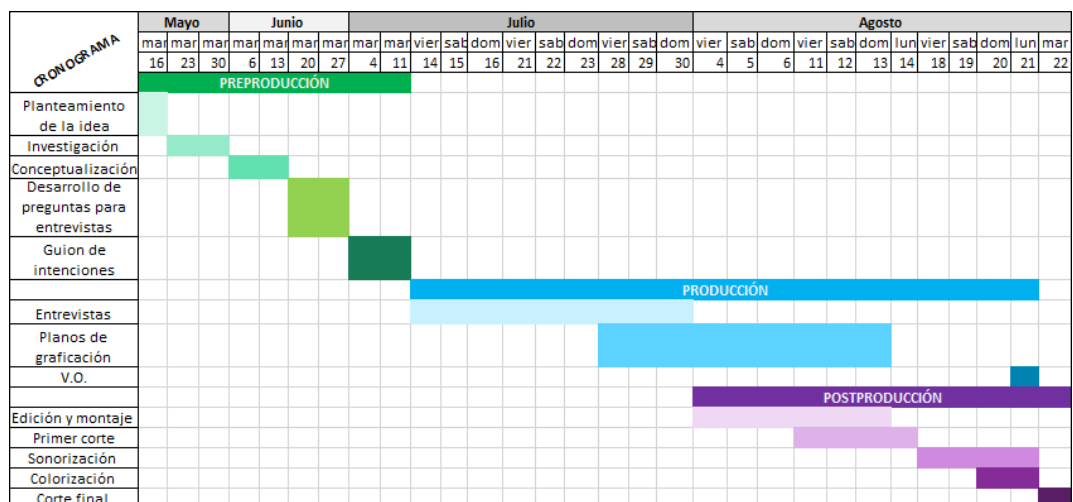 CRONOGRAMA
Mayo Junio Julio Agosto
mar mar mar mar mar mar mar mar mar vier sab dom vier sab dom vier sab dom vier sab dom vier sab dom lun vier sab dom lun mar
16 23 30 6 13 20 27 4 11 14 15 16 21 22 23 28 29 30 4 5 6 11 12 13 14 18 19 20 21 22
PREPRODUCCIÓN
Planteamiento
de la idea
Investigación
Conceptualización
Desarrollo de
preguntas para
entrevistas
Guion de
intenciones
PRODUCCIÓN
Entrevistas
Planos de
graficación
V.O.
POSTPRODUCCIÓN
Edición y montaje
Primer corte
Sonorización
Colorización
Corte final